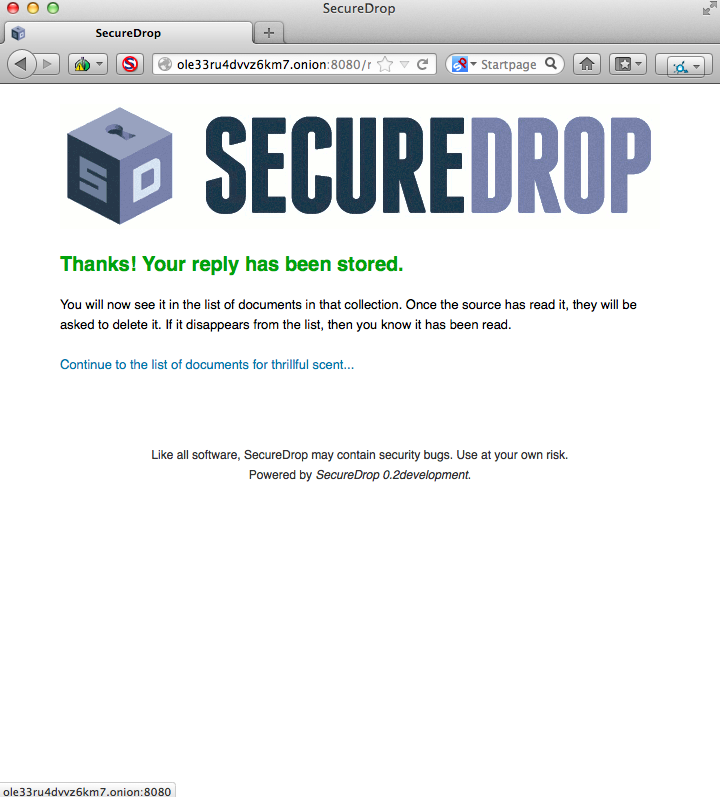 SecureDrop
SecureDrop
ole33ru4dvvz6km7.onion:8080/r
Startpage
S D
SECUREDROP
Thanks! Your reply has been stored.
You will now see it in the list of documents in that collection. Once the source has read it, they will be
asked to delete it. If it disappears from the list, then you know it has been read.
Continue to the list of documents for thrillful scent...
Like all software, SecureDrop may contain security bugs. Use at your own risk.
Powered by SecureDrop 0.2development.
ole33ru4dvvz6km7.onion:8080